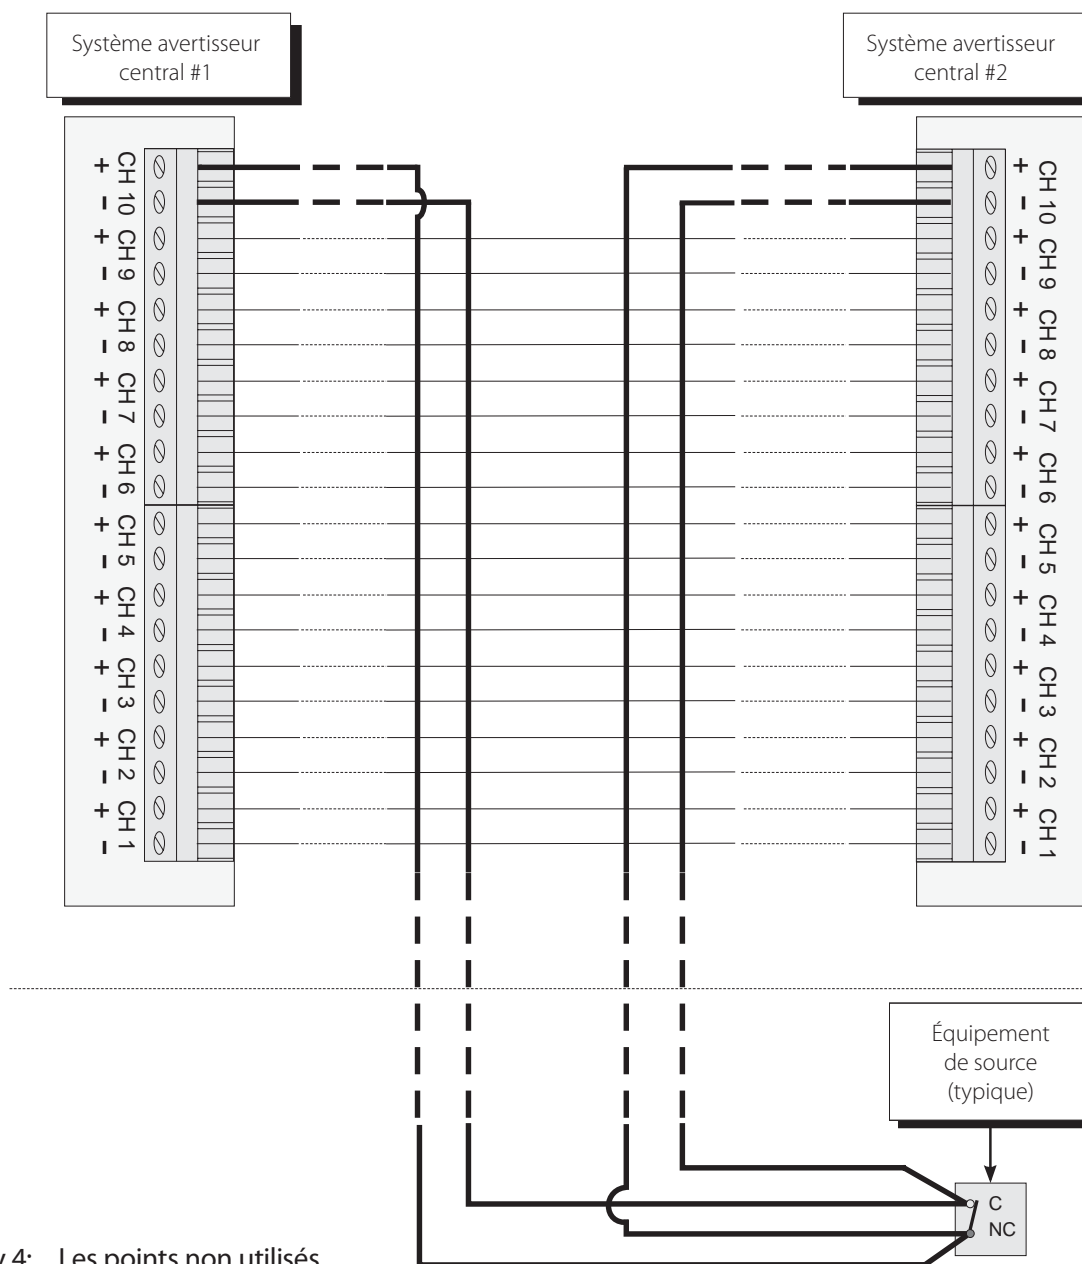 Système avertisseur
central #1
Système avertisseur
central #2
+ CH 10 -
+ CH 9 -
+ CH 8 -
+ CH 7 -
+ CH 6 -
+ CH 5 -
+ CH 4 -
+ CH 3 -
+ CH 2 -
+ CH 1 -
+ CH 10 -
+ CH 9 -
+ CH 8 -
+ CH 7 -
+ CH 6 -
+ CH 5 -
+ CH 4 -
+ CH 3 -
+ CH 2 -
+ CH 1 -
Équipement
de source
(typique)
C
NC
4: Les points non utilisés